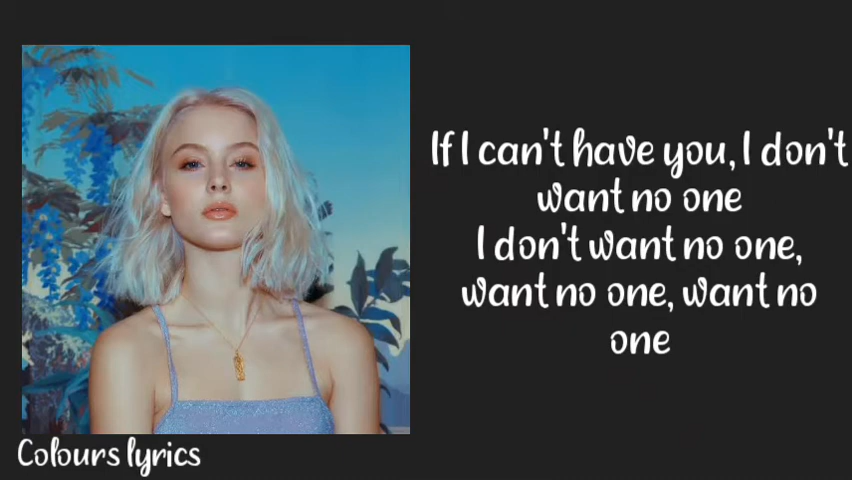 If I can't have you, I don't
want no one
I don't want no one,
want no one, want no
one
Colours lyrics